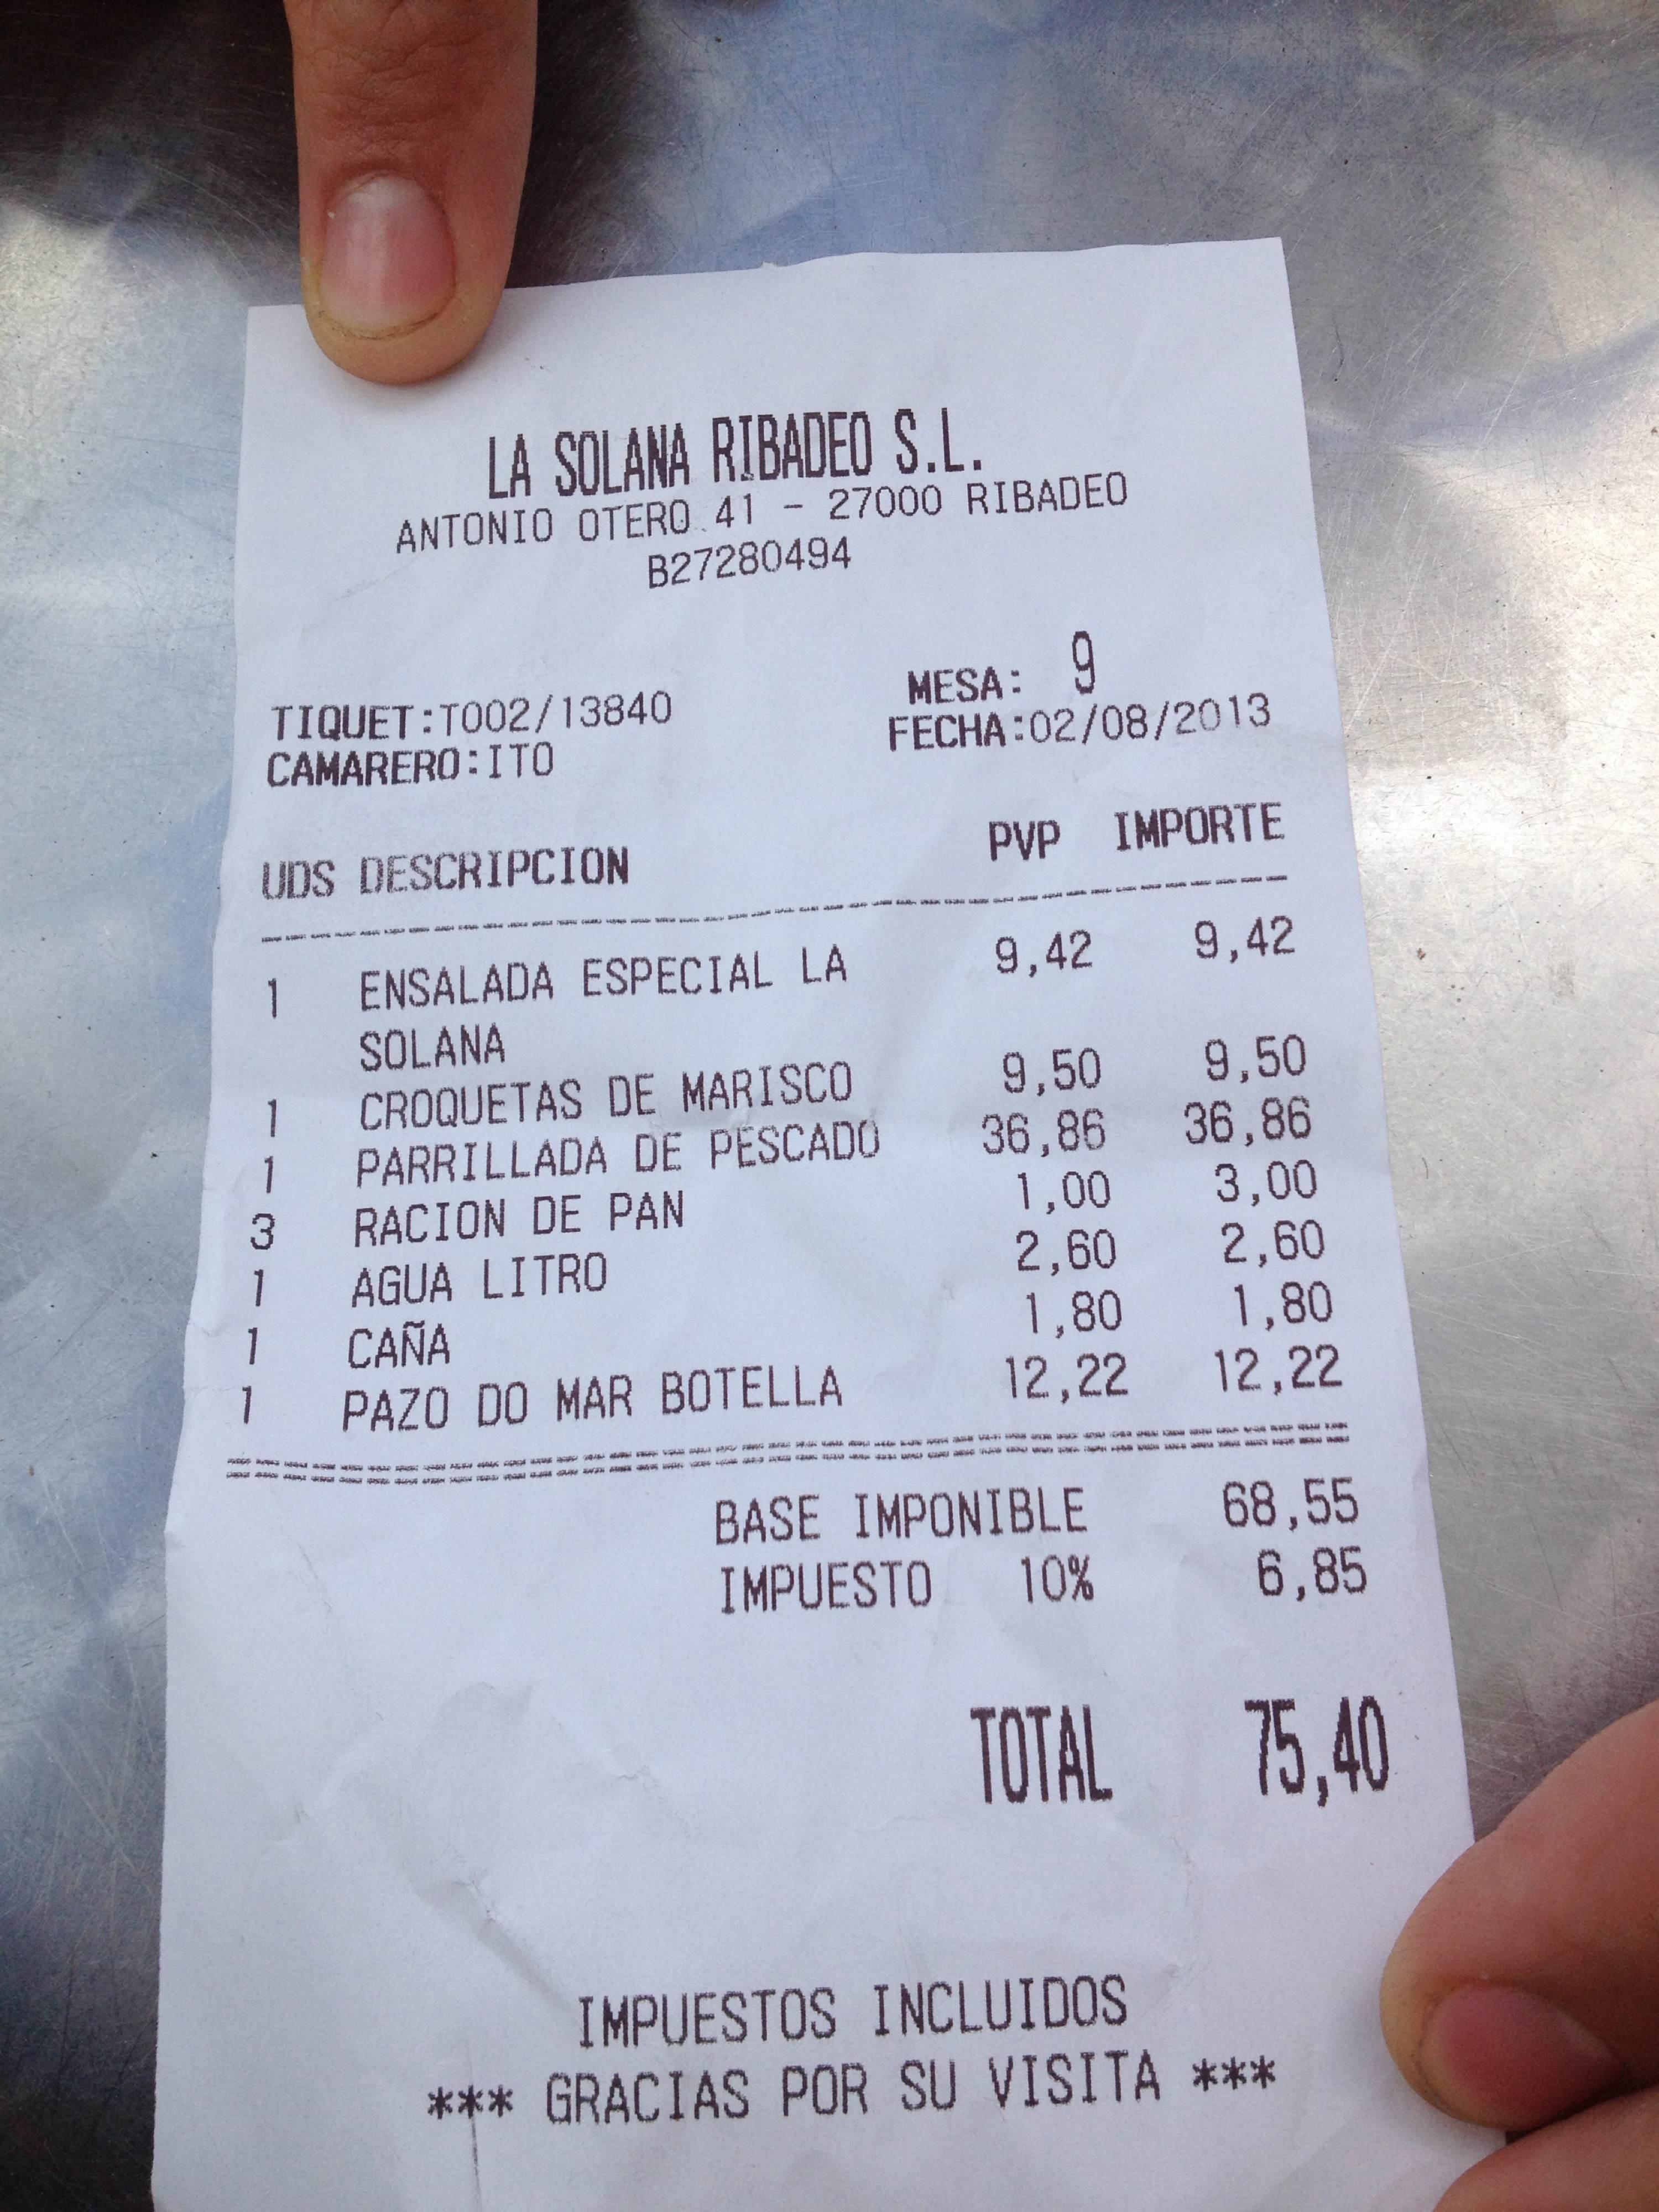 LA SOLANA RIBADEO S.L.
ANTONIO OTERO 41 - 27000 RIBADEO
B27280494
MESA: 9
TIQUET:T002/13840 FECHA:02/08/2013
CAMARERO:ITO
UDS DESCRIPCION PVP IMPORTE
1 ENSALADA ESPECIAL LA 9,42 9,42
SOLANA
1 CROQUETAS DE MARISCO 9,50 9,50
1 PARRILLADA DE PESCADO 36,86 36,86
3 RACION DE PAN 1,00 3,00
1 AGUA LITRO 2,60 2,60
1 CAÑA 1,80 1,80
1 PAZO DO MAR BOTELLA 12,22 12,22
BASE IMPONIBLE 68,55
IMPUESTO 10% 6,85
TOTAL 75,40
IMPUESTOS INCLUIDOS
*** GRACIAS POR SU VISITA ***